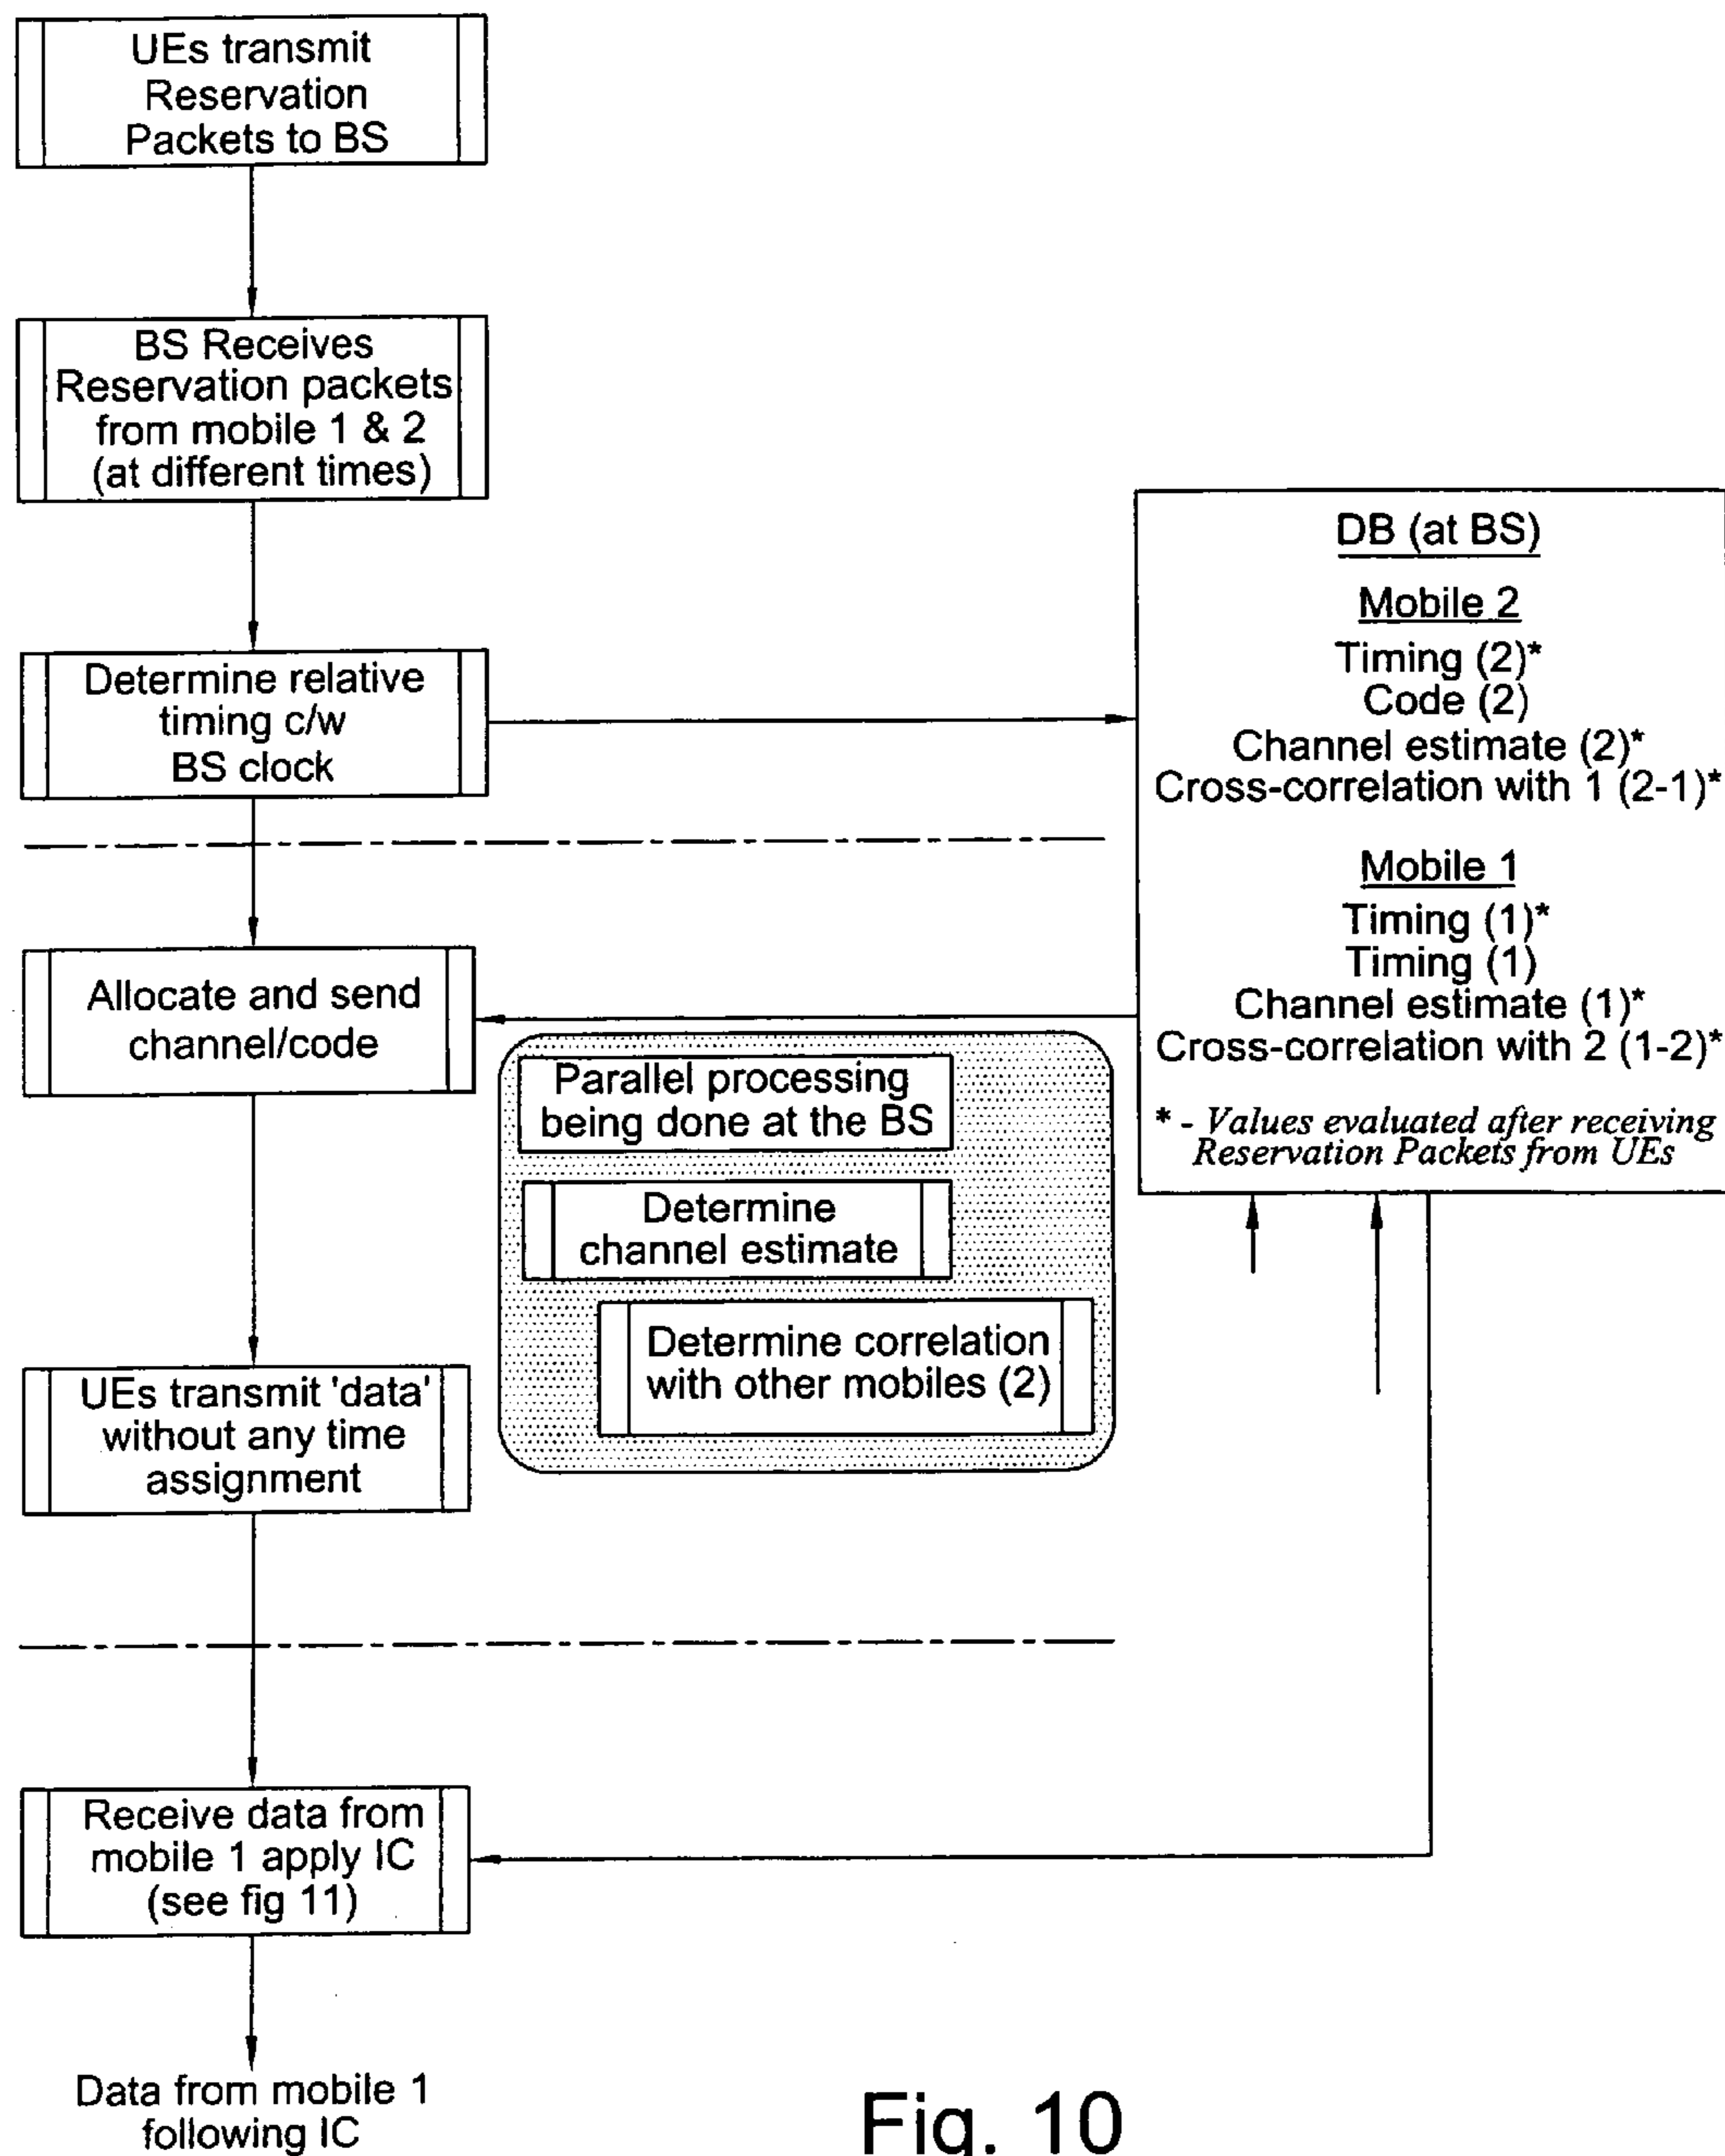 UEs transmit
Reservation
Packets to BS
BS Receives
Reservation packets
from mobile 1 & 2
(at different times)
Determine relative
timing c/w
BS clock
DB (at BS)
Mobile 2
Timing (2)*
Code (2)
Channel estimate (2)*
Cross-correlation with 1 (2-1)*
Mobile 1
Timing (1)*
Timing (1)
Channel estimate (1)*
Cross-correlation with 2 (1-2)*
* - Values evaluated after receiving
Reservation Packets from UEs
Allocate and send
channel/code
Parallel processing
being done at the BS
Determine
channel estimate
Determine correlation
with other mobiles (2)
UEs transmit 'data'
without any time
assignment
Receive data from
mobile 1 apply IC
(see fig 11)
Data from mobile 1
following IC
Fig. 10